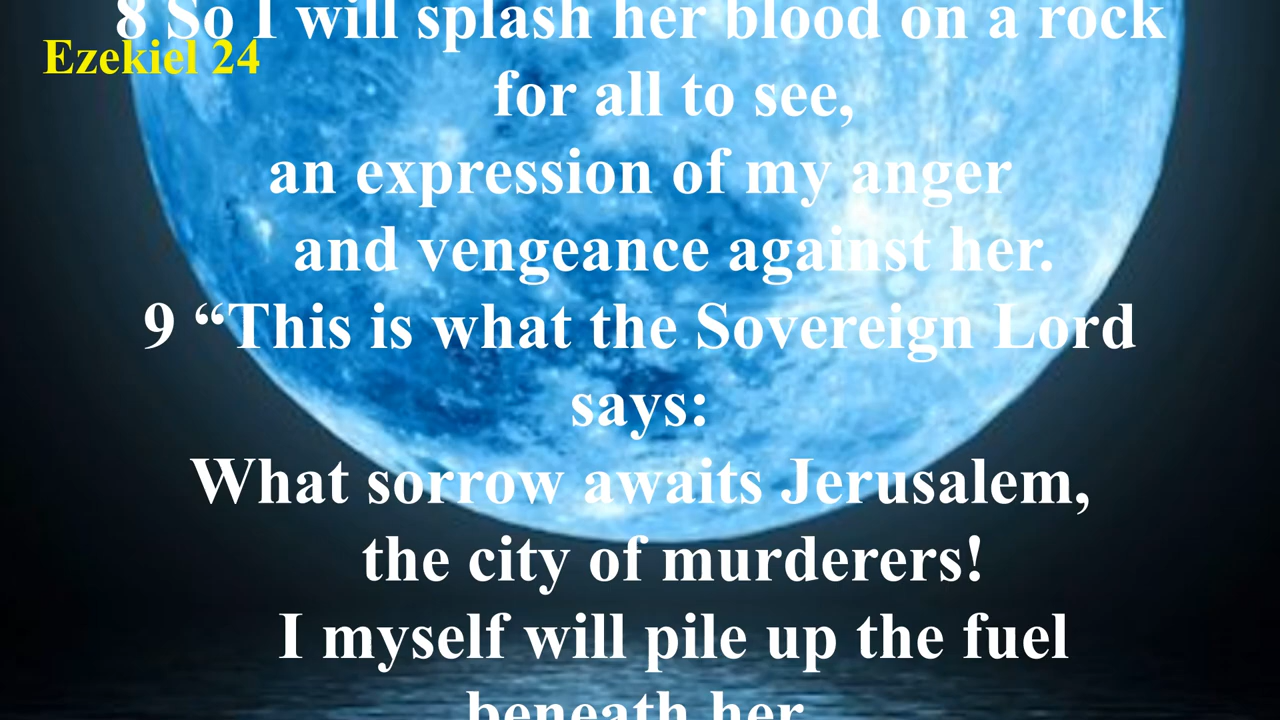 8 So I will splash her blood on a rock
Ezekiel 24
for all to see,
an expression of my anger
and vengeance against her.
9 “This is what the Sovereign Lord
says:
What sorrow awaits Jerusalem,
the city of murderers!
I myself will pile up the fuel
beneath her.